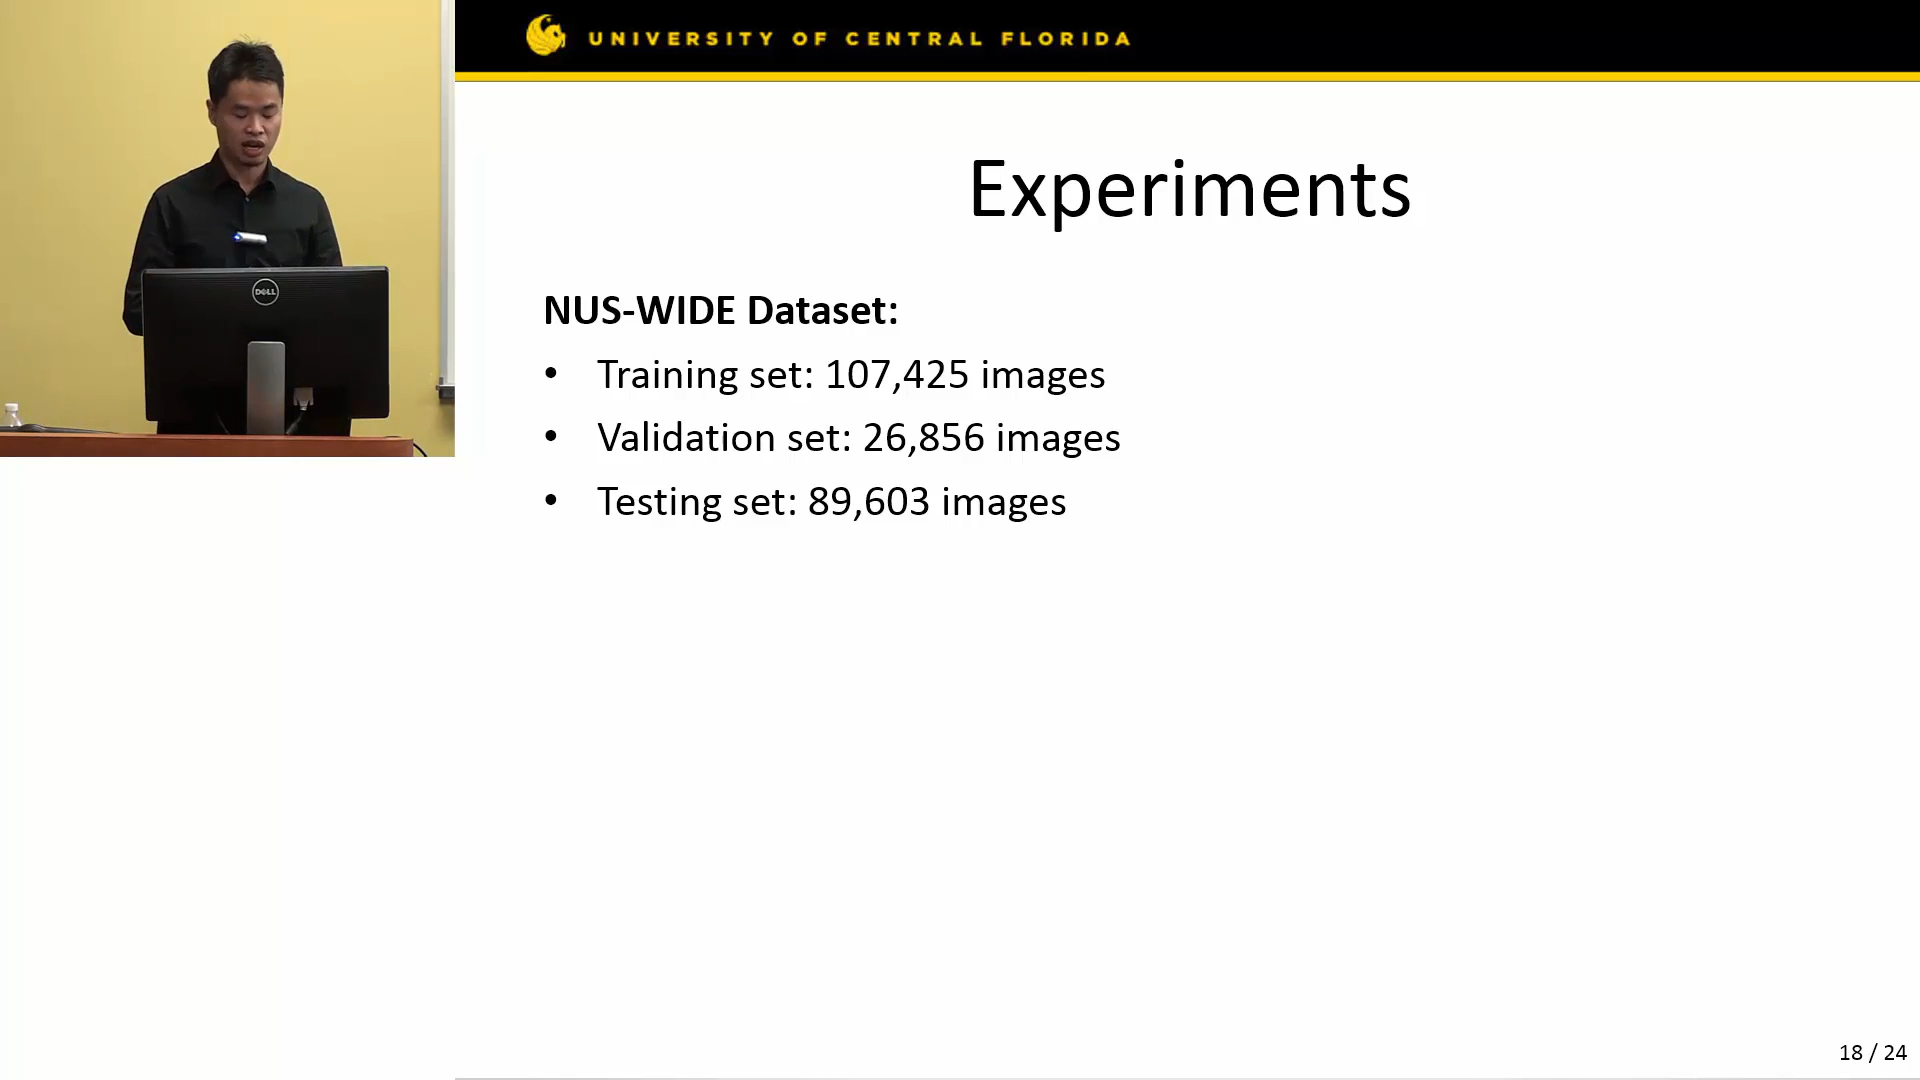 UNIVERSITY OF CENTRAL FLORIDA
Experiments
NUS-WIDE Dataset:
• Training set: 107,425 images
• Validation set: 26,856 images
• Testing set: 89,603 images
DELL
18 / 24